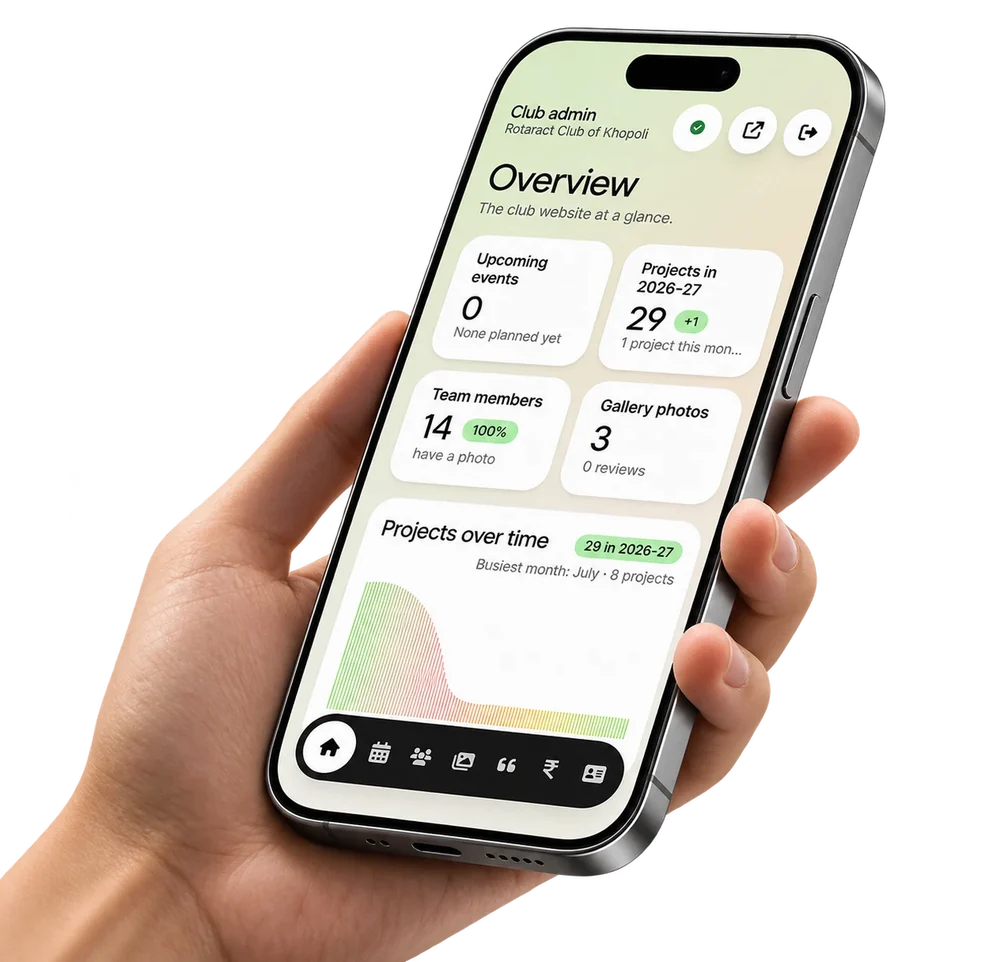 Club admin
Rotaract Club of Khopoli
Overview
The club website at a glance.
Upcoming
events
0
None planned yet
Projects in
2026-27
29 +1
1 project this mon...
Team members
14 100%
have a photo
Gallery photos
3
0 reviews
Projects over time
29 in 2026-27
Busiest month: July · 8 projects